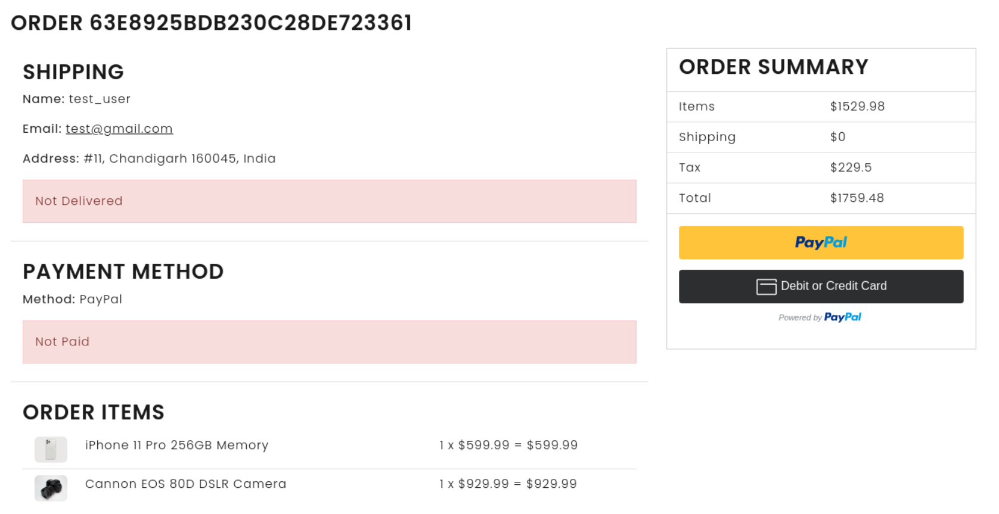 ORDER 63E8925BDB230C28DE723361
SHIPPING
Name: test_user
Email: test@gmail.com
Address: #11, Chandigarh 160045, India
Not Delivered
PAYMENT METHOD
Method: PayPal
Not Paid
ORDER ITEMS
iPhone 11 Pro 256GB Memory 1 x $599.99 = $599.99
Cannon EOS 80D DSLR Camera 1 x $929.99 = $929.99
ORDER SUMMARY
Items $1529.98
Shipping $0
Tax $229.5
Total $1759.48
PayPal
Debit or Credit Card
Powered by PayPal